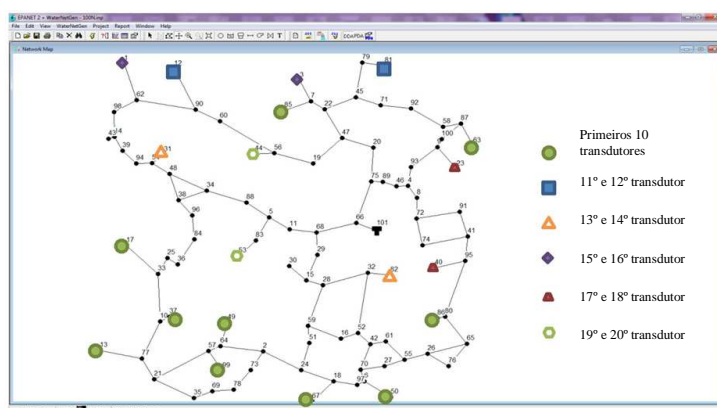 EPANET 2 + WaterNetGen - 100N.inp
File Edit View WaterNetGen Project Report Window Help
DDA/PDA
Network Map
1 12 79 81
3
62 7 45
98 90 85 22 71 92
60 58 87
43 47 100 63
39 44 56 20
94 31 19 93 23
48 75 89 46 4
34 8
38 88 91
96 5 66 101 72
84 11 68 41
17 83 74
25 36 53 29 95
33 30 32 82 40
15 28
10 37 49 59 86 80
13 64 16 52 42 61
57 2 51 65
77 99 55 26
73 24 70 27 76
21 18 97
35 69 78 67 50
Primeiros 10
transdutores
11º e 12º transdutor
13º e 14º transdutor
15º e 16º transdutor
17º e 18º transdutor
19º e 20º transdutor